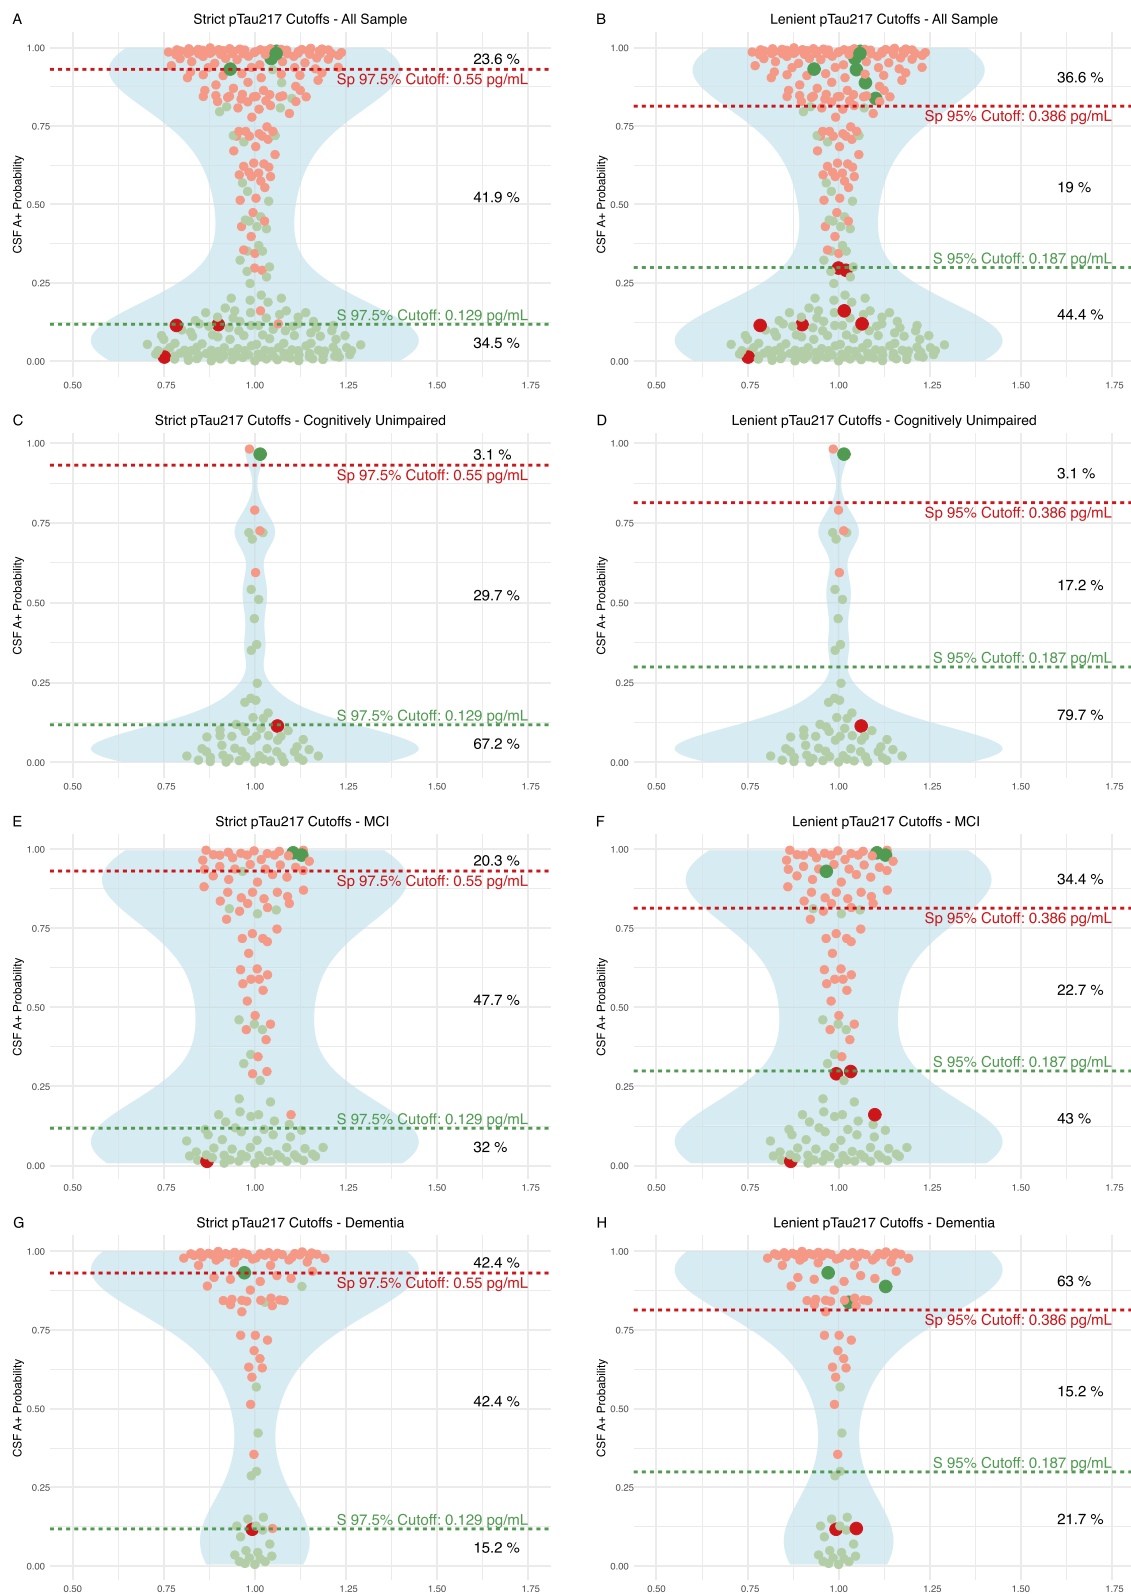 A
Strict pTau217 Cutoffs - All Sample
CSF A+ Probability
1.00
0.75
0.50
0.25
0.00
23.6 %
Sp 97.5% Cutoff: 0.55 pg/mL
41.9 %
S 97.5% Cutoff: 0.129 pg/mL
34.5 %
0.50 0.75 1.00 1.25 1.50 1.75
B
Lenient pTau217 Cutoffs - All Sample
CSF A+ Probability
1.00
0.75
0.50
0.25
0.00
36.6 %
Sp 95% Cutoff: 0.386 pg/mL
19 %
S 95% Cutoff: 0.187 pg/mL
44.4 %
0.50 0.75 1.00 1.25 1.50 1.75
C
Strict pTau217 Cutoffs - Cognitively Unimpaired
CSF A+ Probability
1.00
0.75
0.50
0.25
0.00
3.1 %
Sp 97.5% Cutoff: 0.55 pg/mL
29.7 %
S 97.5% Cutoff: 0.129 pg/mL
67.2 %
0.50 0.75 1.00 1.25 1.50 1.75
D
Lenient pTau217 Cutoffs - Cognitively Unimpaired
CSF A+ Probability
1.00
0.75
0.50
0.25
0.00
3.1 %
Sp 95% Cutoff: 0.386 pg/mL
17.2 %
S 95% Cutoff: 0.187 pg/mL
79.7 %
0.50 0.75 1.00 1.25 1.50 1.75
E
Strict pTau217 Cutoffs - MCI
CSF A+ Probability
1.00
0.75
0.50
0.25
0.00
20.3 %
Sp 97.5% Cutoff: 0.55 pg/mL
47.7 %
S 97.5% Cutoff: 0.129 pg/mL
32 %
0.50 0.75 1.00 1.25 1.50 1.75
F
Lenient pTau217 Cutoffs - MCI
CSF A+ Probability
1.00
0.75
0.50
0.25
0.00
34.4 %
Sp 95% Cutoff: 0.386 pg/mL
22.7 %
S 95% Cutoff: 0.187 pg/mL
43 %
0.50 0.75 1.00 1.25 1.50 1.75
G
Strict pTau217 Cutoffs - Dementia
CSF A+ Probability
1.00
0.75
0.50
0.25
0.00
42.4 %
Sp 97.5% Cutoff: 0.55 pg/mL
42.4 %
S 97.5% Cutoff: 0.129 pg/mL
15.2 %
0.50 0.75 1.00 1.25 1.50 1.75
H
Lenient pTau217 Cutoffs - Dementia
CSF A+ Probability
1.00
0.75
0.50
0.25
0.00
63 %
Sp 95% Cutoff: 0.386 pg/mL
15.2 %
S 95% Cutoff: 0.187 pg/mL
21.7 %
0.50 0.75 1.00 1.25 1.50 1.75